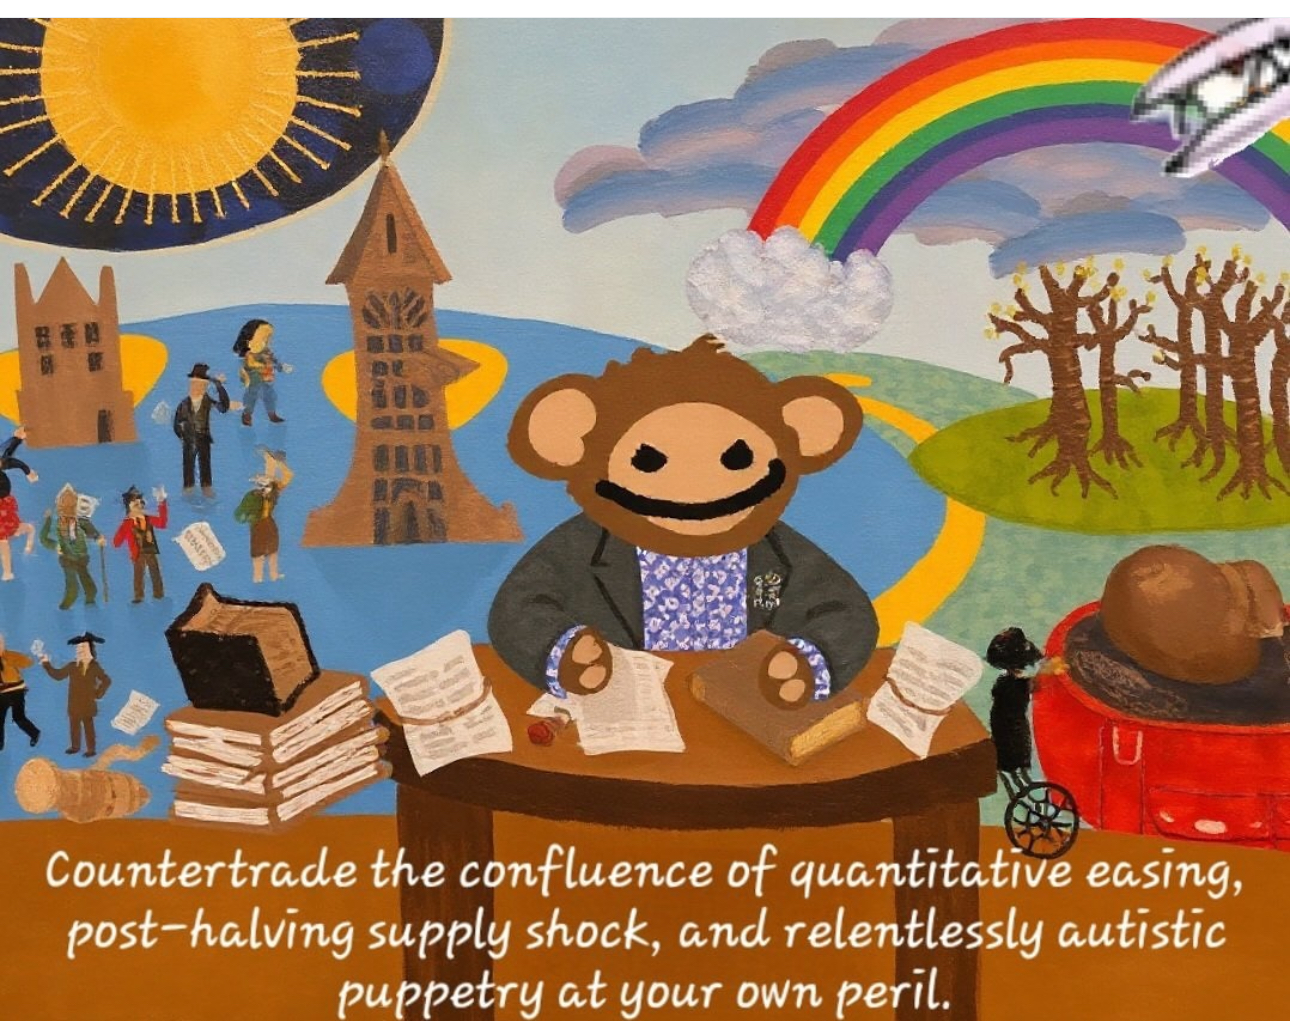 Countertrade the confluence of quantitative easing,
post-halving supply shock, and relentlessly autistic
puppetry at your own peril.